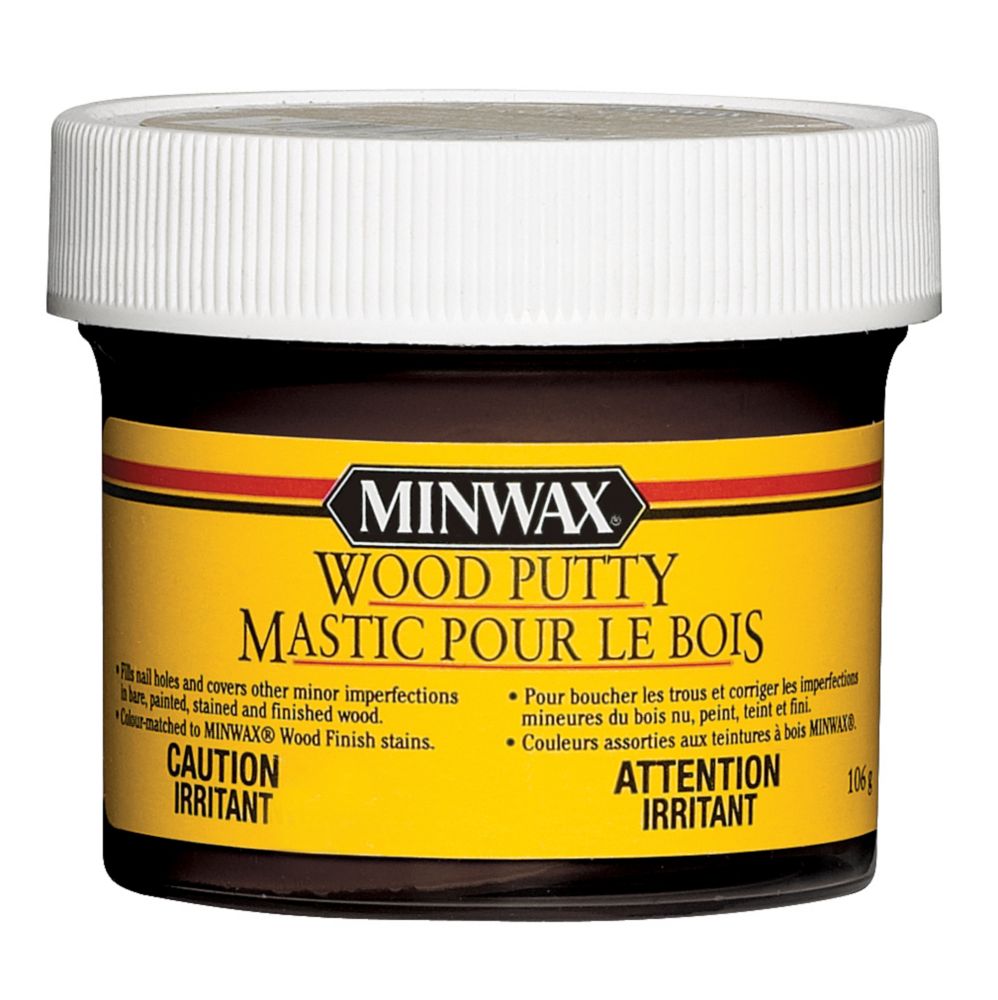 MINWAX®
WOOD PUTTY
MASTIC POUR LE BOIS
• Fills nail holes and covers other minor imperfections
in bare, painted, stained and finished wood.
• Colour-matched to MINWAX® Wood Finish stains.
CAUTION
IRRITANT
• Pour boucher les trous et corriger les imperfections
mineures du bois nu, peint, teint et fini.
• Couleurs assorties aux teintures à bois MINWAX®.
ATTENTION
IRRITANT
106 g